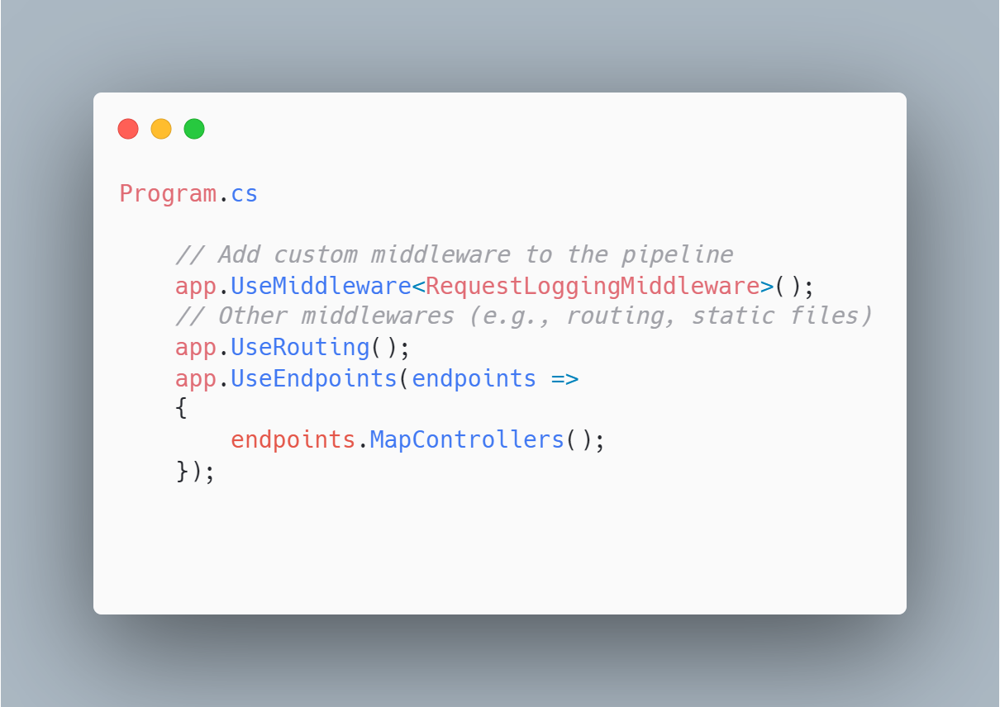 Program.cs
// Add custom middleware to the pipeline
app.UseMiddleware<RequestLoggingMiddleware>();
// Other middlewares (e.g., routing, static files)
app.UseRouting();
app.UseEndpoints(endpoints =>
{
    endpoints.MapControllers();
});